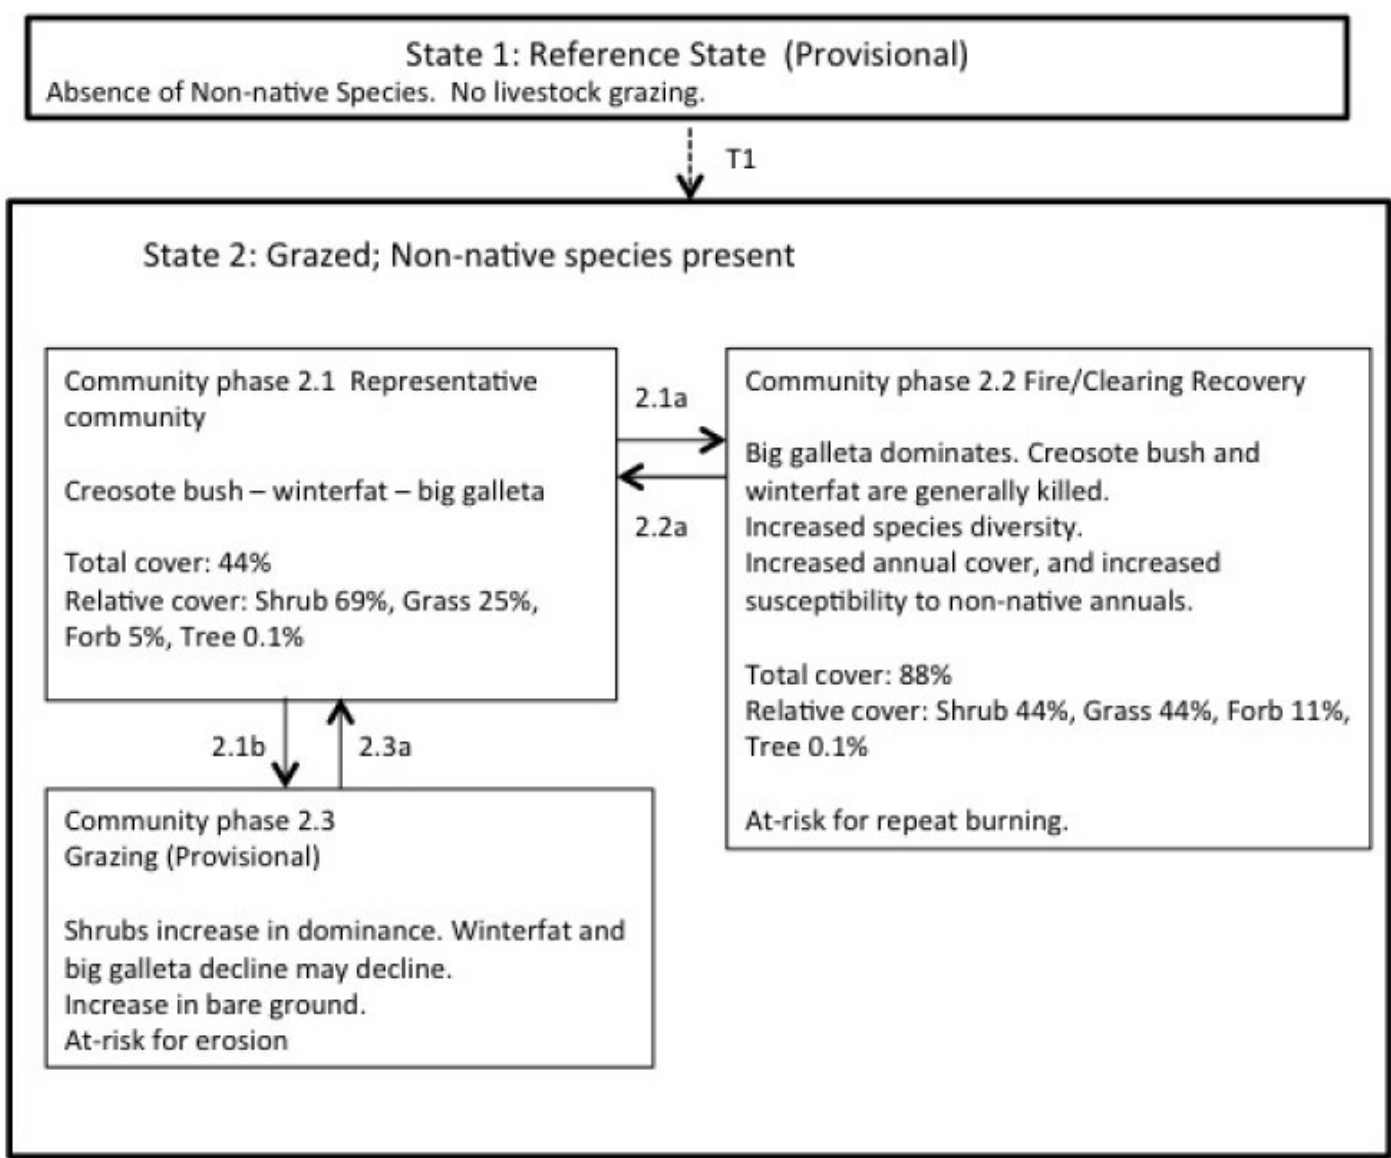 State 1: Reference State  (Provisional)
Absence of Non-native Species.  No livestock grazing.
T1
State 2: Grazed; Non-native species present
Community phase 2.1  Representative
community
Creosote bush – winterfat – big galleta
Total cover: 44%
Relative cover: Shrub 69%, Grass 25%,
Forb 5%, Tree 0.1%
2.1a
2.2a
Community phase 2.2 Fire/Clearing Recovery
Big galleta dominates. Creosote bush and
winterfat are generally killed.
Increased species diversity.
Increased annual cover, and increased
susceptibility to non-native annuals.
Total cover: 88%
Relative cover: Shrub 44%, Grass 44%, Forb 11%,
Tree 0.1%
At-risk for repeat burning.
2.1b
2.3a
Community phase 2.3
Grazing (Provisional)
Shrubs increase in dominance. Winterfat and
big galleta decline may decline.
Increase in bare ground.
At-risk for erosion